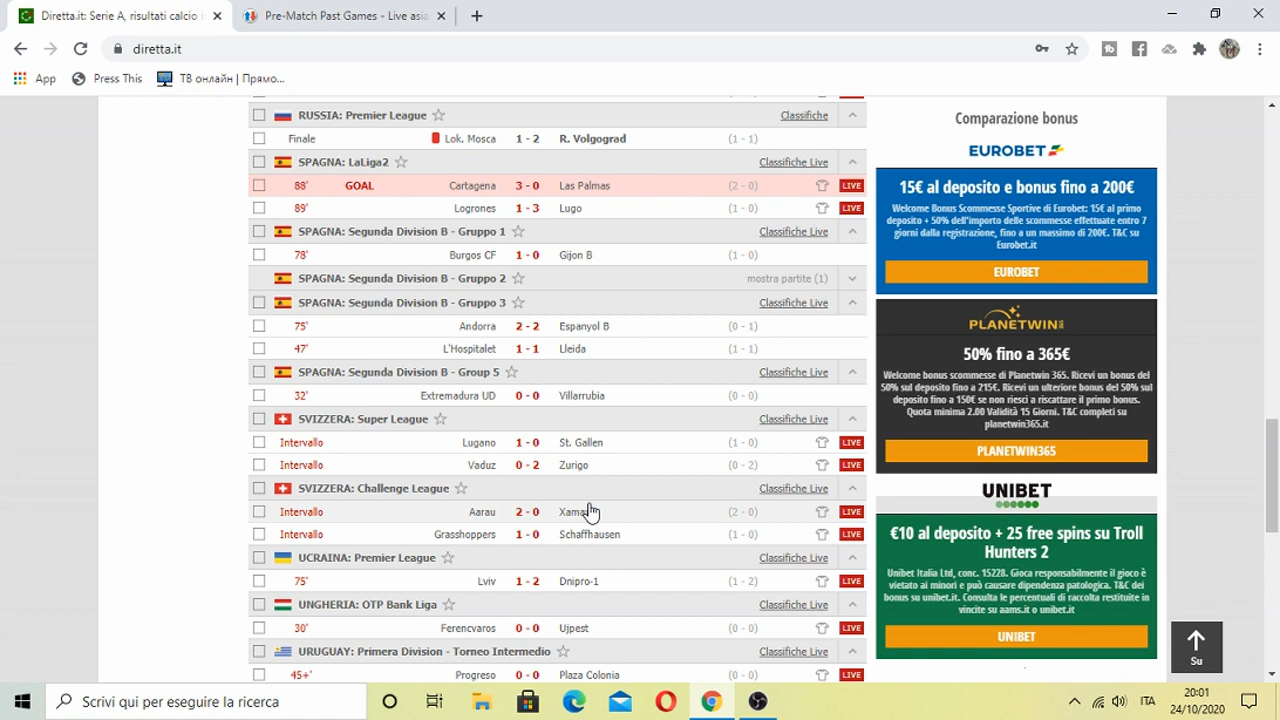 Diretta.it: Serie A, risultati calcio i
Pre-Match Past Games - Live asia
diretta.it
App
Press This
ТВ онлайн | Прямо...
LIVE
RUSSIA: Premier League
Classifiche
Finale Lok. Mosca 1 - 2 R. Volgograd (1 - 1)
SPAGNA: LaLiga2
Classifiche Live
88' GOAL Cartagena 3 - 0 Las Palmas (2 - 0) LIVE
89' Logrones 1 - 3 Lugo (1 - 0) LIVE
SPAGNA: Segunda Division B - Gruppo 1
Classifiche Live
78' Burgos CF 1 - 0 Gijon B (1 - 0)
SPAGNA: Segunda Division B - Gruppo 2
mostra partite (1)
SPAGNA: Segunda Division B - Gruppo 3
Classifiche Live
75' Andorra 2 - 2 Espanyol B (0 - 1)
47' L'Hospitalet 1 - 1 Lleida (1 - 1)
SPAGNA: Segunda Division B - Group 5
Classifiche Live
32' Extremadura UD 0 - 0 Villarrubia (0 - 0)
SVIZZERA: Super League
Classifiche Live
Intervallo Lugano 1 - 0 St. Gallen (1 - 0) LIVE
Intervallo Vaduz 0 - 2 Zurigo (0 - 2) LIVE
SVIZZERA: Challenge League
Classifiche Live
Intervallo Aarau 2 - 0 (2 - 0) LIVE
Intervallo Grasshoppers 1 - 0 Schaffhausen (1 - 0) LIVE
UCRAINA: Premier League
Classifiche Live
75' Lviv 1 - 2 Dnipro-1 (1 - 2) LIVE
UNGHERIA: OTP Bank Liga
Classifiche Live
30' Ferencvaros 0 - 0 Ujpest (0 - 0) LIVE
URUGUAY: Primera Division - Torneo Intermedio
Classifiche Live
45+' Progreso 0 - 0 Plaza Colonia (0 - 0) LIVE
Comparazione bonus
EUROBET
15€ al deposito e bonus fino a 200€
Welcome Bonus Scommesse Sportive di Eurobet: 15€ al primo
deposito + 50% dell'importo delle scommesse effettuate entro 7
giorni dalla registrazione, fino a un massimo di 200€. T&C su
Eurobet.it
EUROBET
PLANETWIN 365
50% fino a 365€
Welcome bonus scommesse di Planetwin 365. Ricevi un bonus del
50% sul deposito fino a 215€. Ricevi un ulteriore bonus del 50% sul
deposito fino a 150€ se non riesci a riscattare il primo bonus.
Quota minima 2.00 Validità 15 Giorni. T&C completi su
planetwin365.it
PLANETWIN365
UNIBET
€10 al deposito + 25 free spins su Troll
Hunters 2
Unibet Italia Ltd, conc. 15228. Gioca responsabilmente il gioco è
vietato ai minori e può causare dipendenza patologica. T&C dei
bonus su unibet.it. Consulta le percentuali di raccolta restituite in
vincite su aams.it o unibet.it
UNIBET
Su
Scrivi qui per eseguire la ricerca
ITA
20:01
24/10/2020